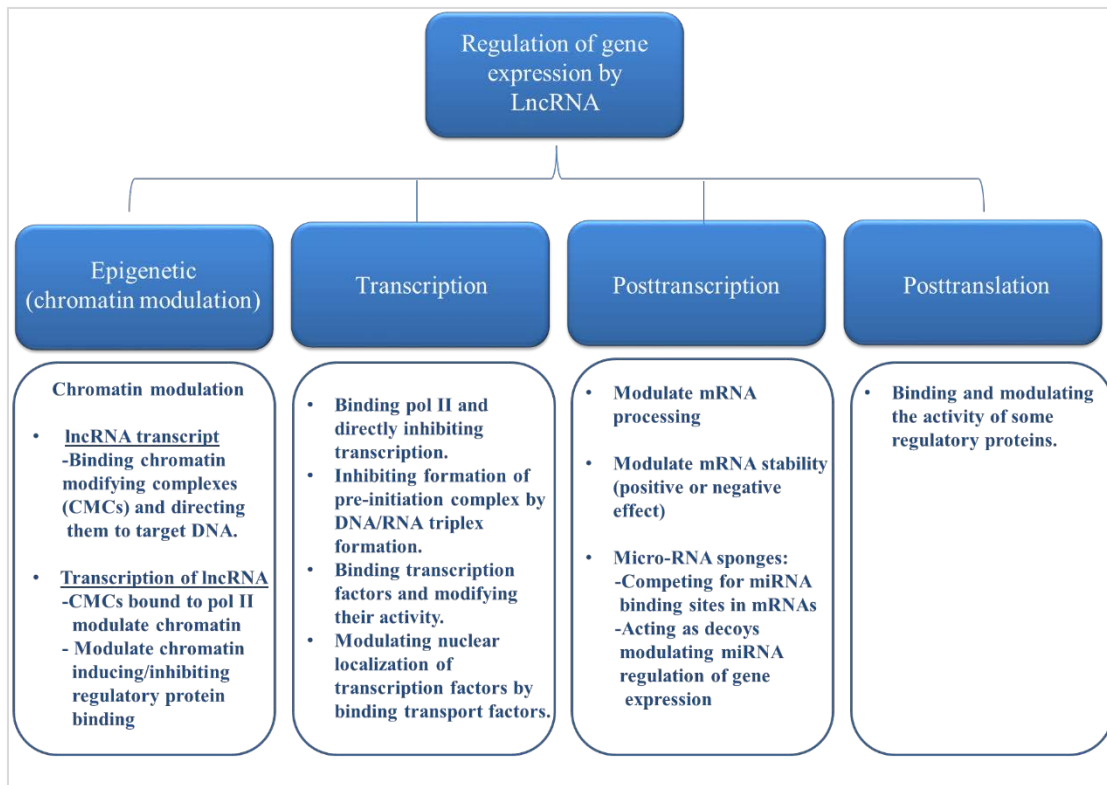 Regulation of gene
expression by
LncRNA
Epigenetic
(chromatin modulation)
Chromatin modulation
• lncRNA transcript
-Binding chromatin
modifying complexes
(CMCs) and directing
them to target DNA.
• Transcription of lncRNA
-CMCs bound to pol II
modulate chromatin
- Modulate chromatin
inducing/inhibiting
regulatory protein
binding
Transcription
• Binding pol II and
directly inhibiting
transcription.
• Inhibiting formation of
pre-initiation complex by
DNA/RNA triplex
formation.
• Binding transcription
factors and modifying
their activity.
• Modulating nuclear
localization of
transcription factors by
binding transport factors.
Posttranscription
• Modulate mRNA
processing
• Modulate mRNA stability
(positive or negative
effect)
• Micro-RNA sponges:
-Competing for miRNA
binding sites in mRNAs
-Acting as decoys
modulating miRNA
regulation of gene
expression
Posttranslation
• Binding and modulating
the activity of some
regulatory proteins.